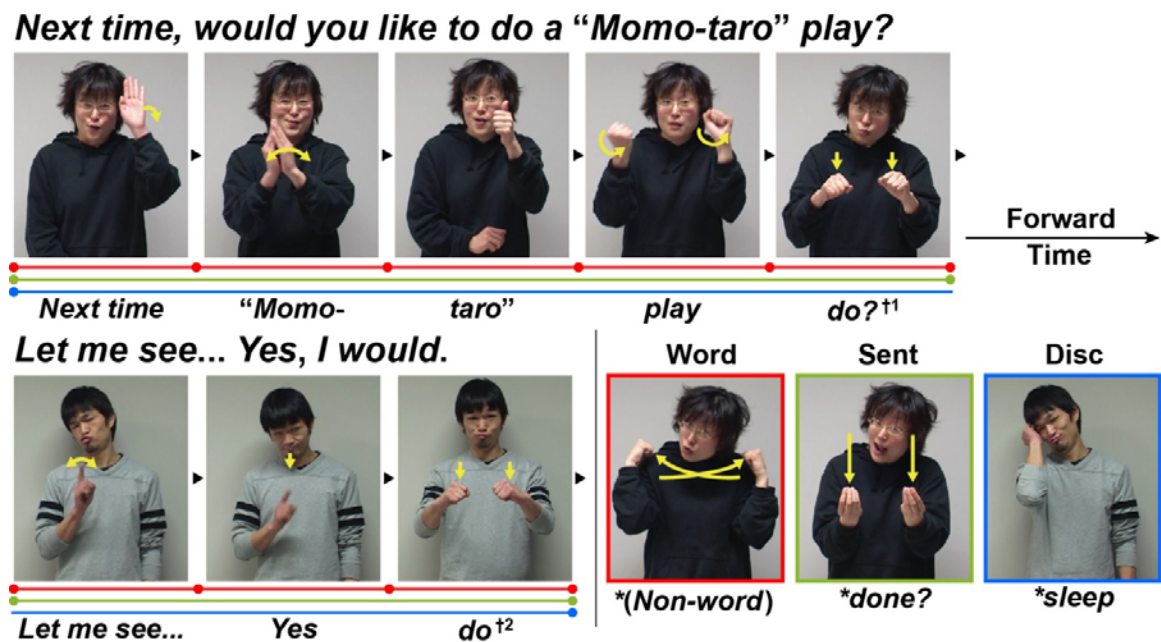 Next time, would you like to do a “Momo-taro” play?
Forward
Time
Next time “Momo- taro” play do?†1
Let me see... Yes, I would.
Word Sent Disc
Let me see... Yes do†2
*(Non-word) *done? *sleep